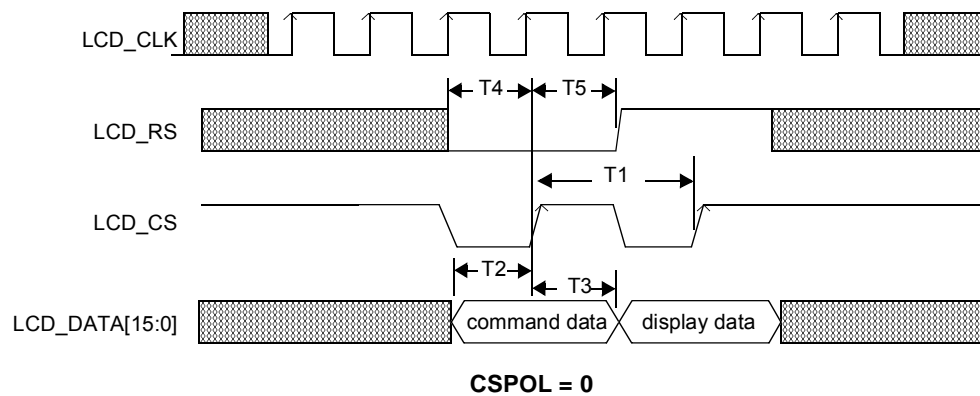 LCD_CLK
T4 T5
LCD_RS
T1
LCD_CS
T2
T3
LCD_DATA[15:0] command data display data
CSPOL = 0